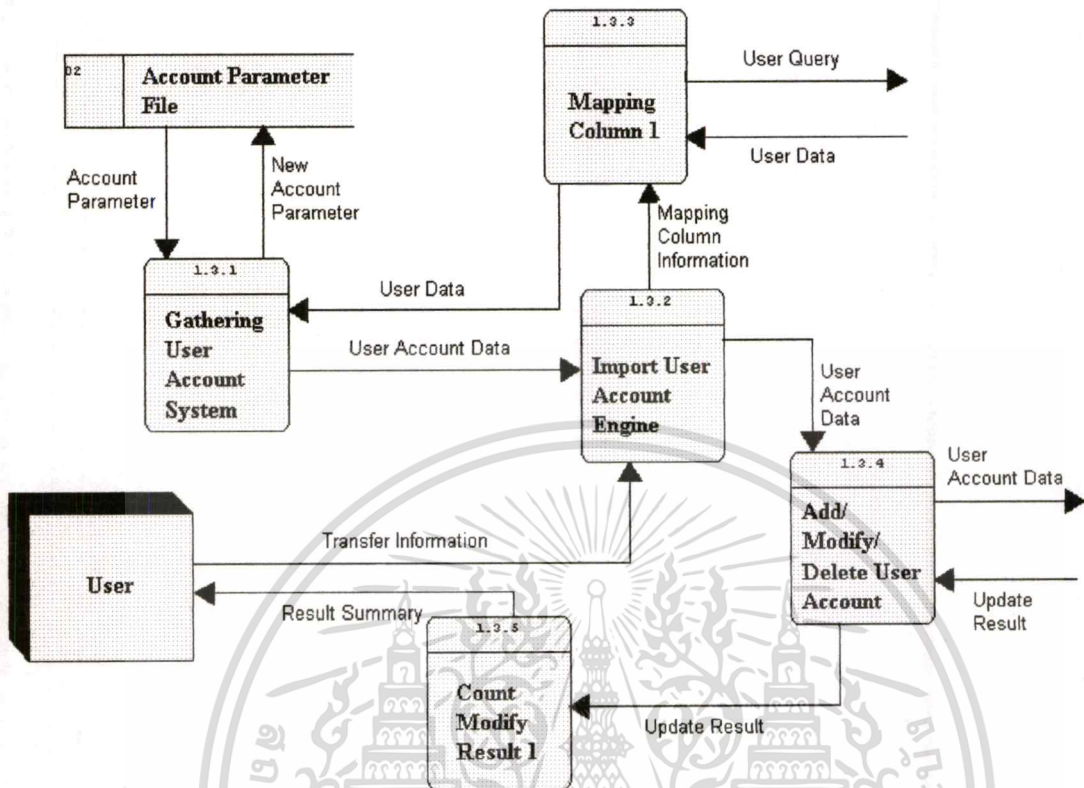 1.3.3
Mapping
Column 1
User Query
User Data
D2
Account Parameter
File
Account
Parameter
New
Account
Parameter
Mapping
Column
Information
1.3.1
Gathering
User
Account
System
User Data
User Account Data
1.3.2
Import User
Account
Engine
User
Account
Data
1.3.4
Add/
Modify/
Delete User
Account
User
Account Data
Update
Result
User
Transfer Information
Result Summary
1.3.5
Count
Modify
Result 1
Update Result